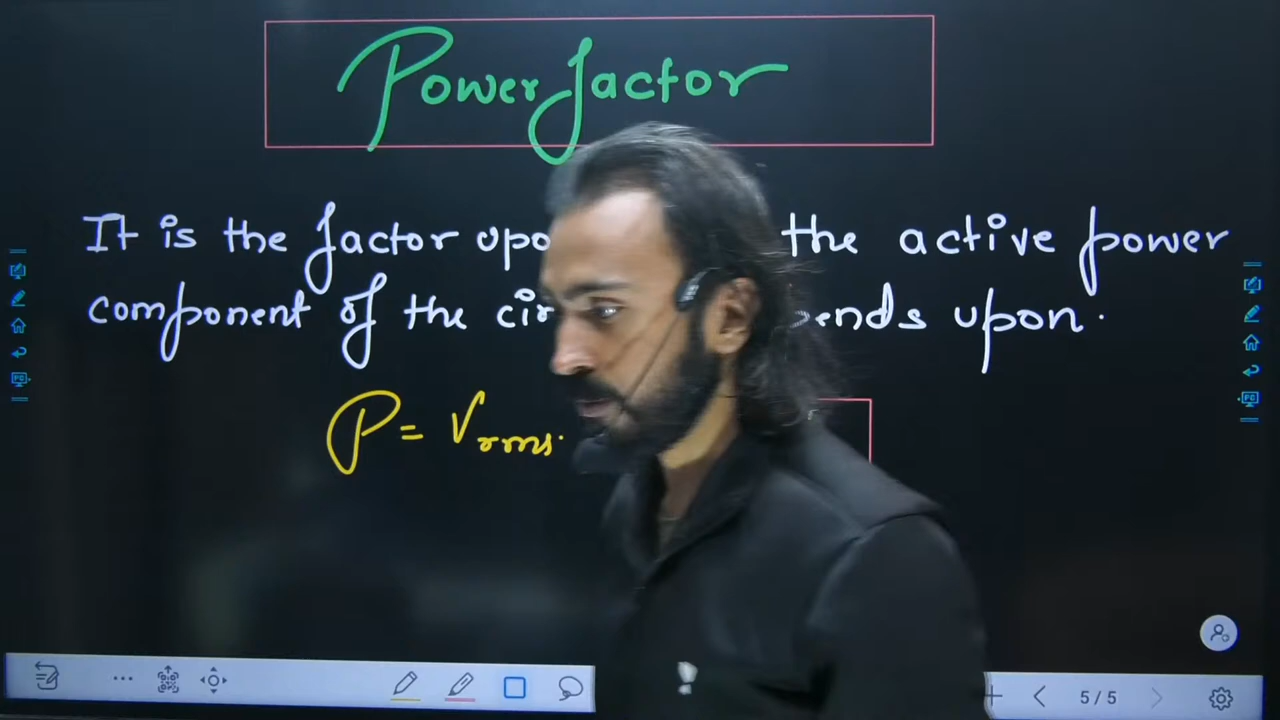 Power factor
It is the factor upo the active power
component of the cir ends upon.
P = Vrms.
5/5